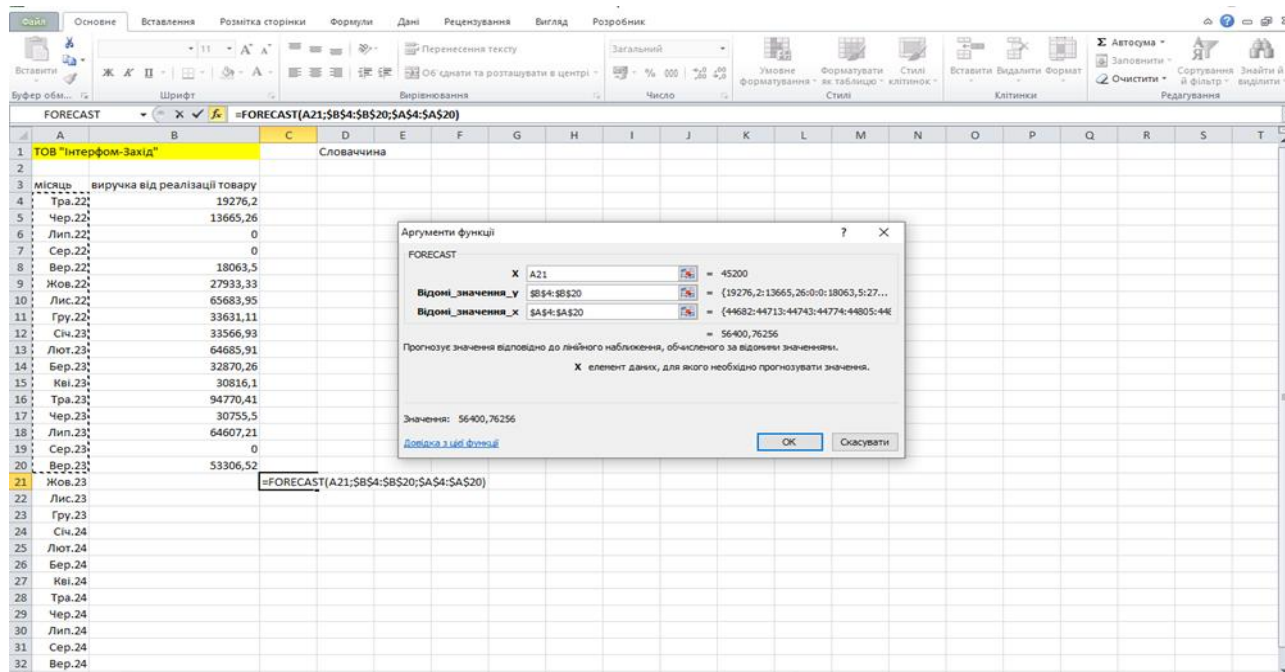 Файл Основне Вставлення Розмітка сторінки Формули Дані Рецензування Вигляд Розробник
Вставити
Ж К П
11
Перенесення тексту
Об'єднати та розташувати в центрі
Загальний
% 000
Умовне форматування
Форматувати як таблицю
Стилі клітинок
Вставити Видалити Формат
Σ Автосума
Заповнити
Очистити
Сортування й фільтр
Знайти й виділити
Буфер обм... Шрифт Вирівнювання Число Стилі Клітинки Редагування
FORECAST =FORECAST(A21;$B$4:$B$20;$A$4:$A$20)
A B C D E F G H I J K L M N O P Q R S T
1 ТОВ "Інтерфом-Захід" Словаччина
2
3 місяць виручка від реалізації товару
4 Тра.22 19276,2
5 Чер.22 13665,26
6 Лип.22 0
7 Сер.22 0
8 Вер.22 18063,5
9 Жов.22 27933,33
10 Лис.22 65683,95
11 Гру.22 33631,11
12 Січ.23 33566,93
13 Лют.23 64685,91
14 Бер.23 32870,26
15 Кві.23 30816,1
16 Тра.23 94770,41
17 Чер.23 30755,5
18 Лип.23 64607,21
19 Сер.23 0
20 Вер.23 53306,52
21 Жов.23 =FORECAST(A21;$B$4:$B$20;$A$4:$A$20)
22 Лис.23
23 Гру.23
24 Січ.24
25 Лют.24
26 Бер.24
27 Кві.24
28 Тра.24
29 Чер.24
30 Лип.24
31 Сер.24
32 Вер.24
Аргументи функції ? ×
FORECAST
X A21 = 45200
Відомі_значення_y $B$4:$B$20 = {19276,2:13665,26:0:0:18063,5:27...
Відомі_значення_x $A$4:$A$20 = {44682:44713:44743:44774:44805:448
= 56400,76256
Прогнозує значення відповідно до лінійного наближення, обчисленого за відомими значеннями.
X елемент даних, для якого необхідно прогнозувати значення.
Значення: 56400,76256
Довідка з цієї функції
ОК Скасувати